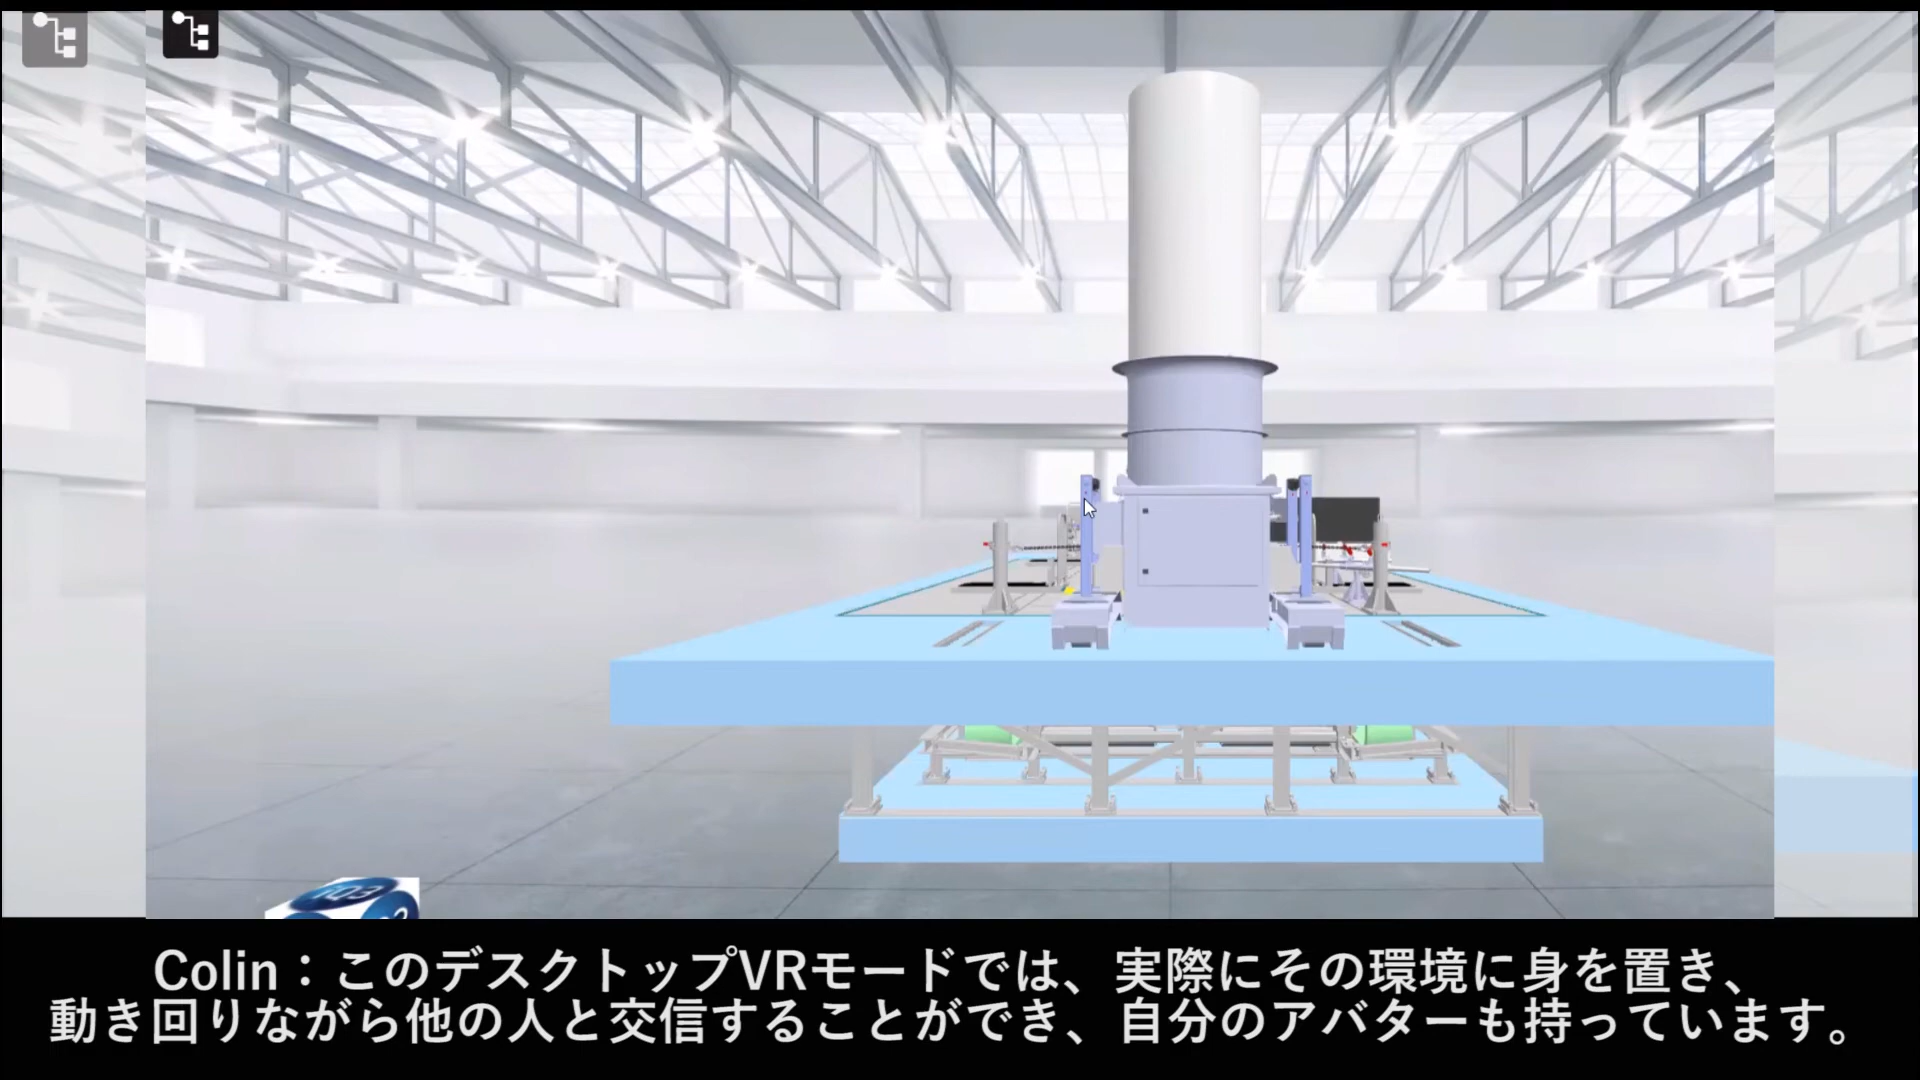 Colin：このデスクトップVRモードでは、実際にその環境に身を置き、
動き回りながら他の人と交信することができ、自分のアバターも持っています。